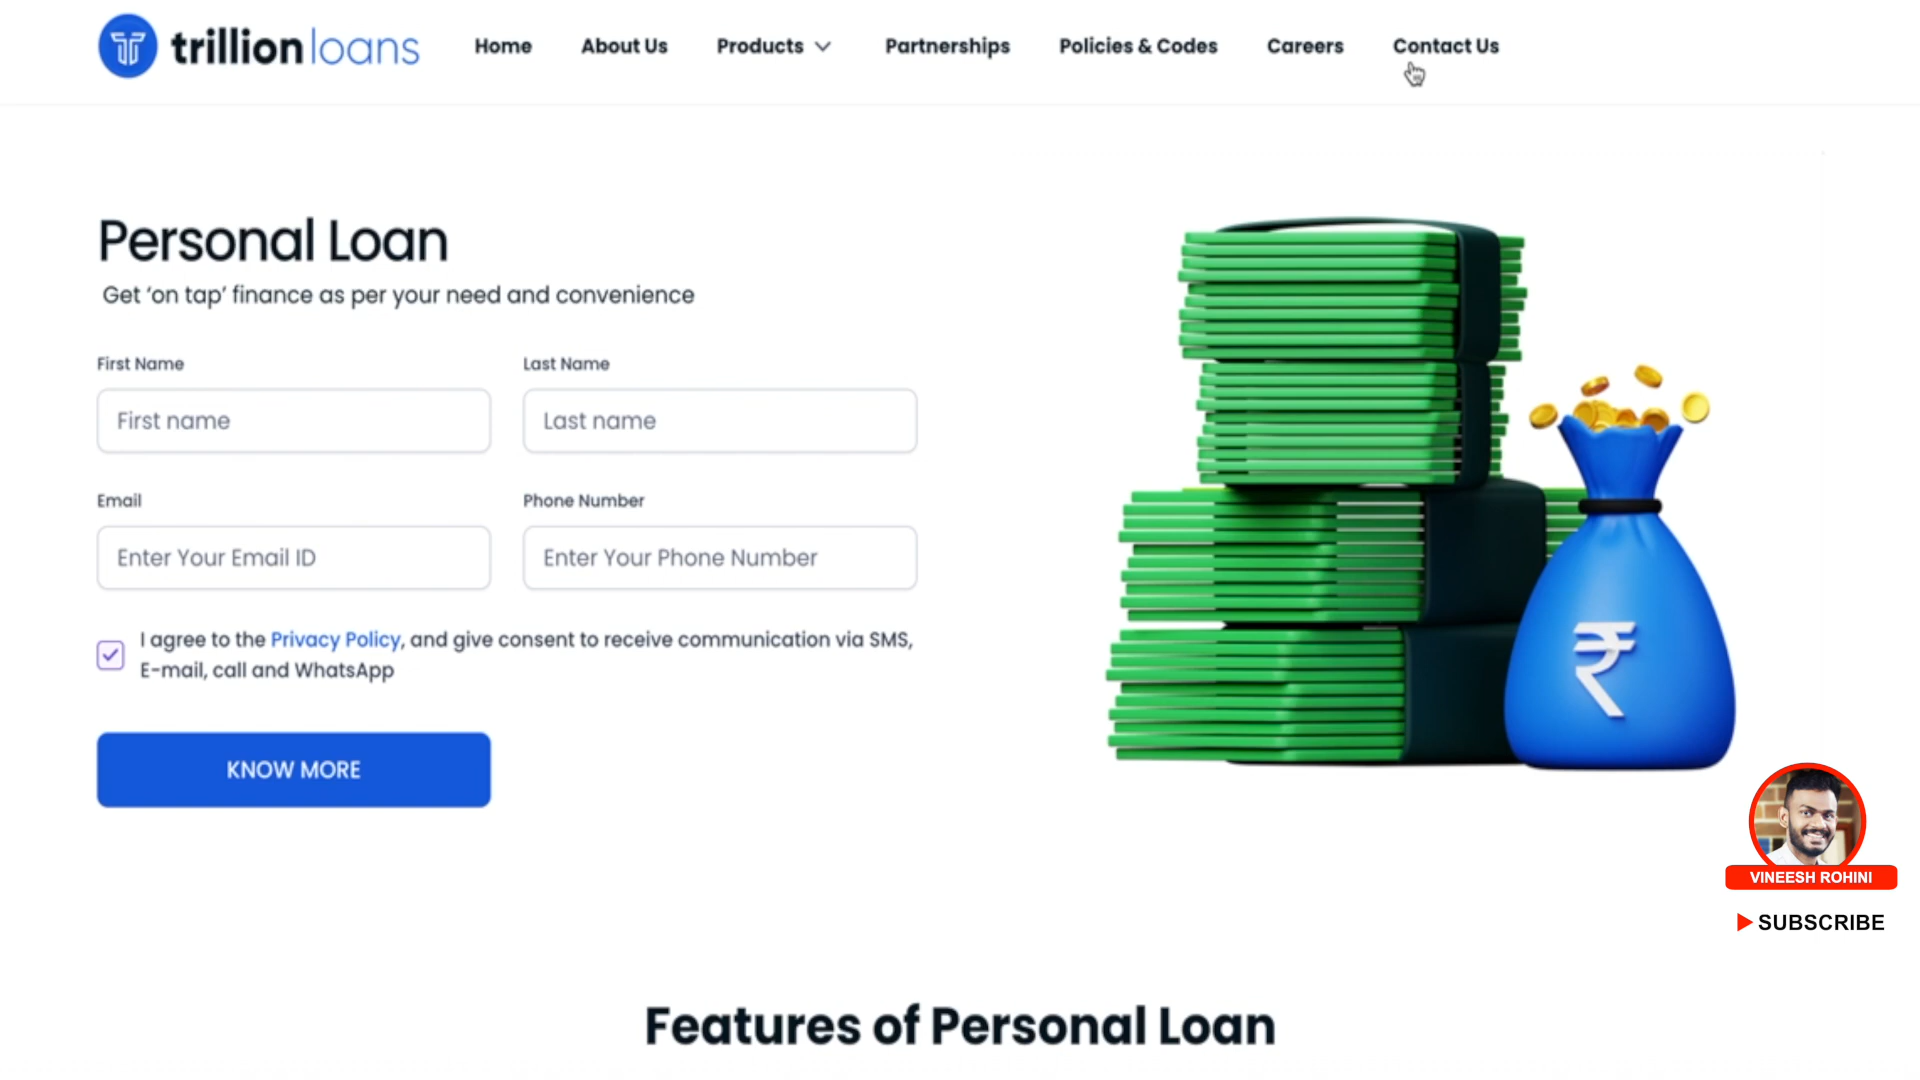 trillionloans
Home
About Us
Products
Partnerships
Policies & Codes
Careers
Contact Us
Personal Loan
Get ‘on tap’ finance as per your need and convenience
First Name
Last Name
First name
Last name
Email
Phone Number
Enter Your Email ID
Enter Your Phone Number
I agree to the Privacy Policy, and give consent to receive communication via SMS,
E-mail, call and WhatsApp
KNOW MORE
₹
VINEESH ROHINI
SUBSCRIBE
Features of Personal Loan